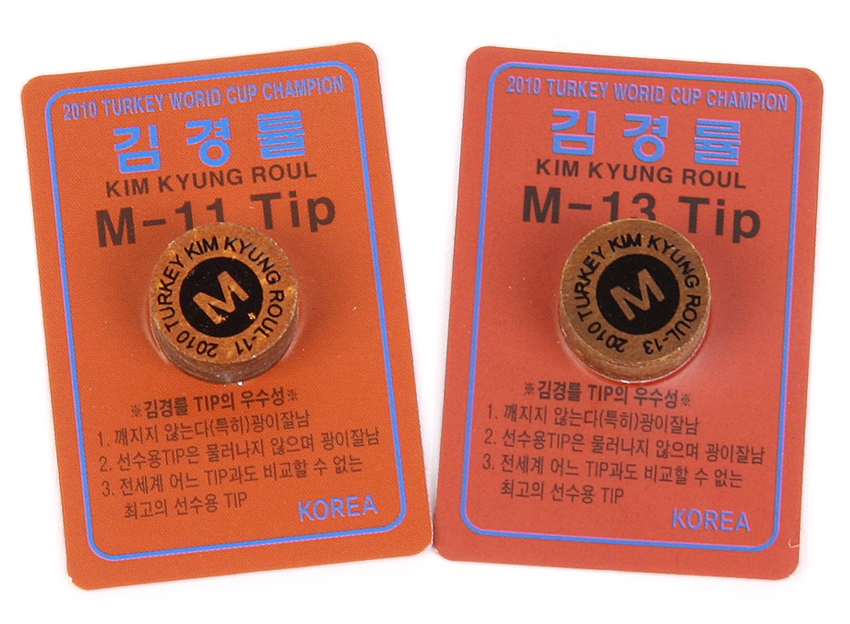 2010 TURKEY WORLD CUP CHAMPION
김경률
KIM KYUNG ROUL
M-11 Tip
2010 TURKEY KIM KYUNG ROUL-11
M
※김경률 TIP의 우수성※
1. 깨지지 않는다(특히)광이잘남
2. 선수용TIP은 물러나지 않으며 광이잘남
3. 전세계 어느 TIP과도 비교할 수 없는
최고의 선수용 TIP
KOREA
2010 TURKEY WORLD CUP CHAMPION
김경률
KIM KYUNG ROUL
M-13 Tip
2010 TURKEY KIM KYUNG ROUL-13
M
※김경률 TIP의 우수성※
1. 깨지지 않는다(특히)광이잘남
2. 선수용TIP은 물러나지 않으며 광이잘남
3. 전세계 어느 TIP과도 비교할 수 없는
최고의 선수용 TIP
KOREA